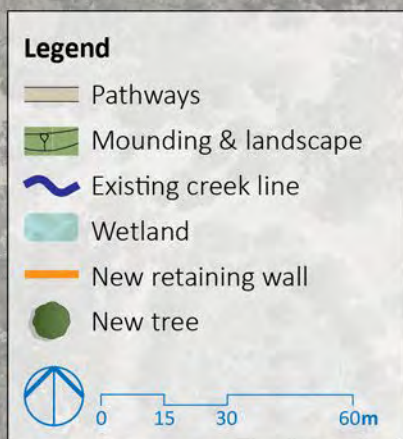 Legend
Pathways
Mounding & landscape
Existing creek line
Wetland
New retaining wall
New tree
0 15 30 60m